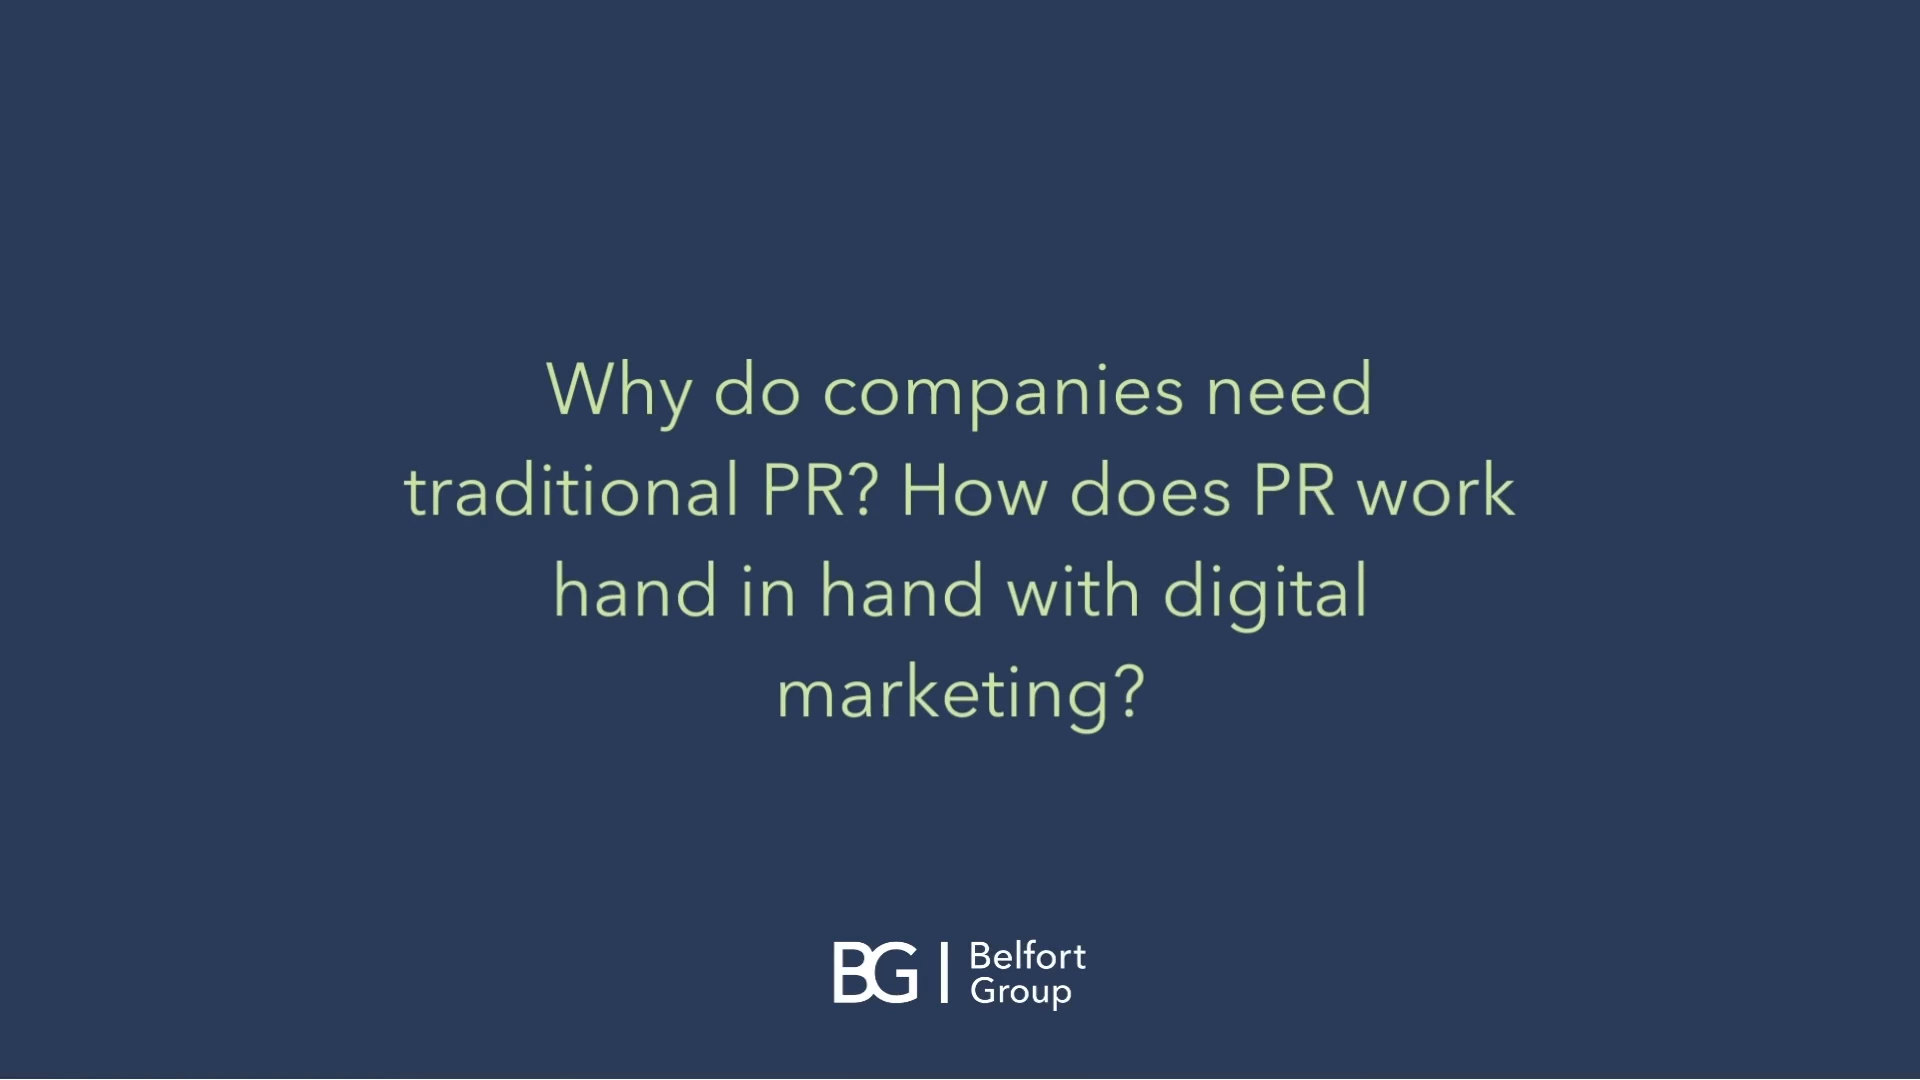 Why do companies need
traditional PR? How does PR work
hand in hand with digital
marketing?
BG | Belfort
Group